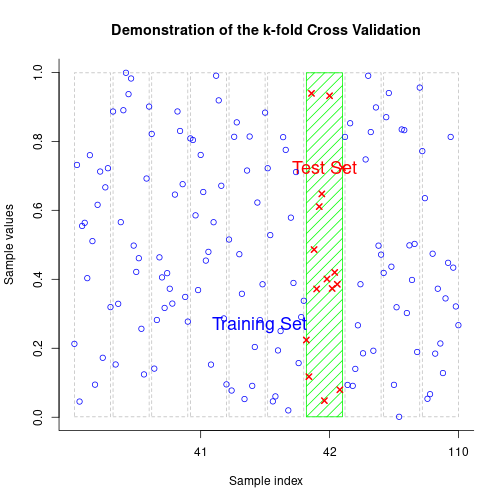 Demonstration of the k-fold Cross Validation
1.0
0.8
0.6
0.4
0.2
0.0
Sample values
Test Set
Training Set
41
42
110
Sample index